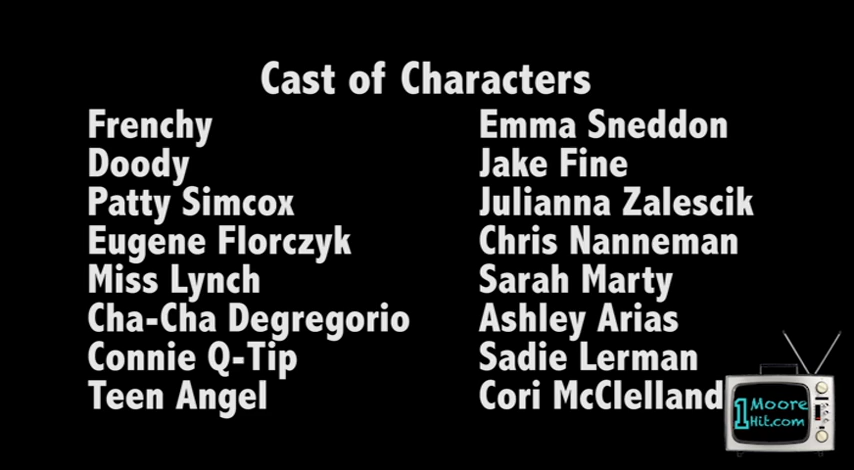 Cast of Characters
Frenchy Emma Sneddon
Doody Jake Fine
Patty Simcox Julianna Zalescik
Eugene Florczyk Chris Nanneman
Miss Lynch Sarah Marty
Cha-Cha Degregorio Ashley Arias
Connie Q-Tip Sadie Lerman
Teen Angel Cori McClelland
1Moore
Hit.com